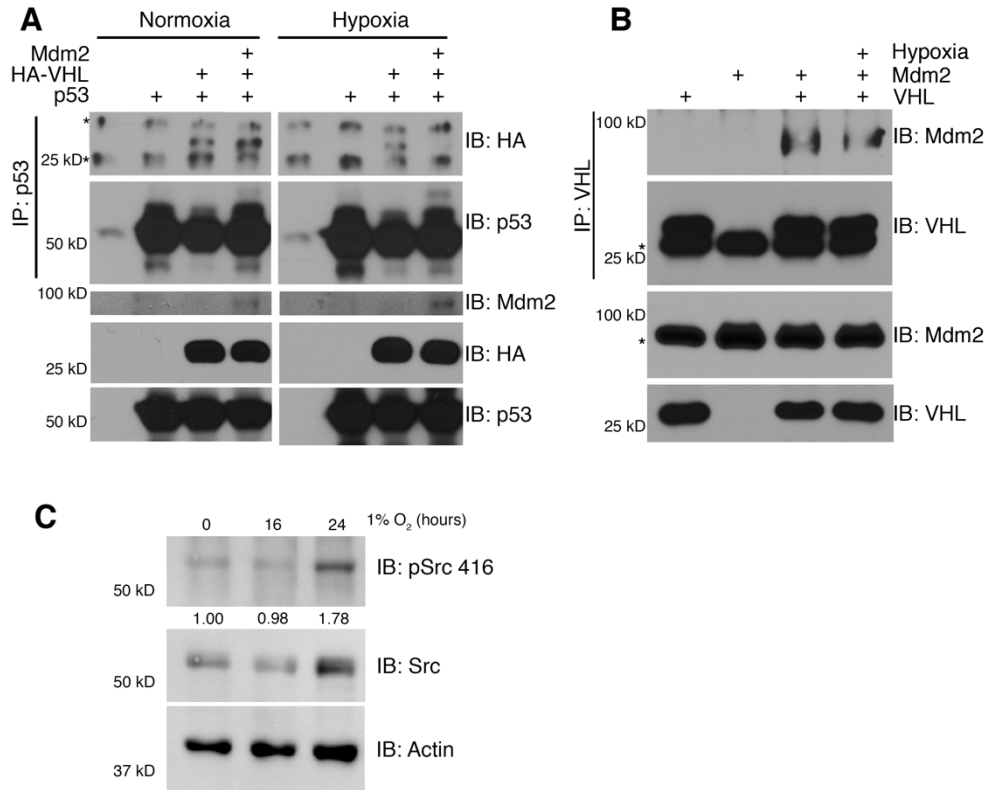 A
Normoxia Hypoxia
Mdm2 + +
HA-VHL + + + +
p53 + + + + + +
IP: p53
*
25 kD*
IB: HA
50 kD
IB: p53
100 kD
IB: Mdm2
25 kD
IB: HA
50 kD
IB: p53
B
+ Hypoxia
+ + + Mdm2
+ + + VHL
IP: VHL
100 kD
IB: Mdm2
*
25 kD
IB: VHL
100 kD
*
IB: Mdm2
25 kD
IB: VHL
C
0 16 24 1% O₂ (hours)
50 kD
IB: pSrc 416
1.00 0.98 1.78
50 kD
IB: Src
37 kD
IB: Actin